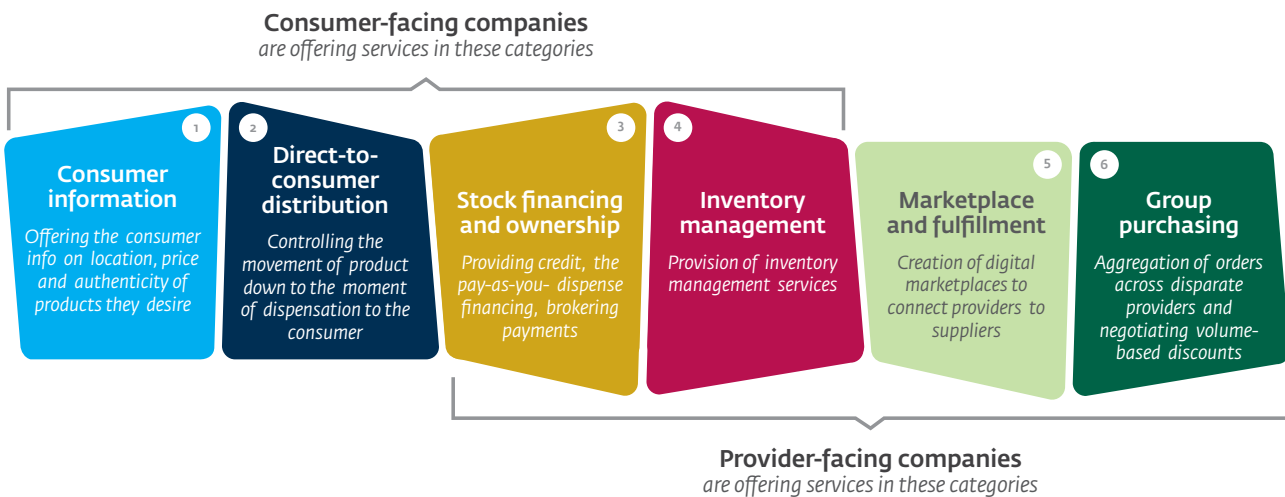 Consumer-facing companies
are offering services in these categories
1
Consumer
information
Offering the consumer
info on location, price
and authenticity of
products they desire
2
Direct-to-
consumer
distribution
Controlling the
movement of product
down to the moment
of dispensation to the
consumer
3
Stock financing
and ownership
Providing credit, the
pay-as-you- dispense
financing, brokering
payments
4
Inventory
management
Provision of inventory
management services
5
Marketplace
and fulfillment
Creation of digital
marketplaces to
connect providers to
suppliers
6
Group
purchasing
Aggregation of orders
across disparate
providers and
negotiating volume-
based discounts
Provider-facing companies
are offering services in these categories